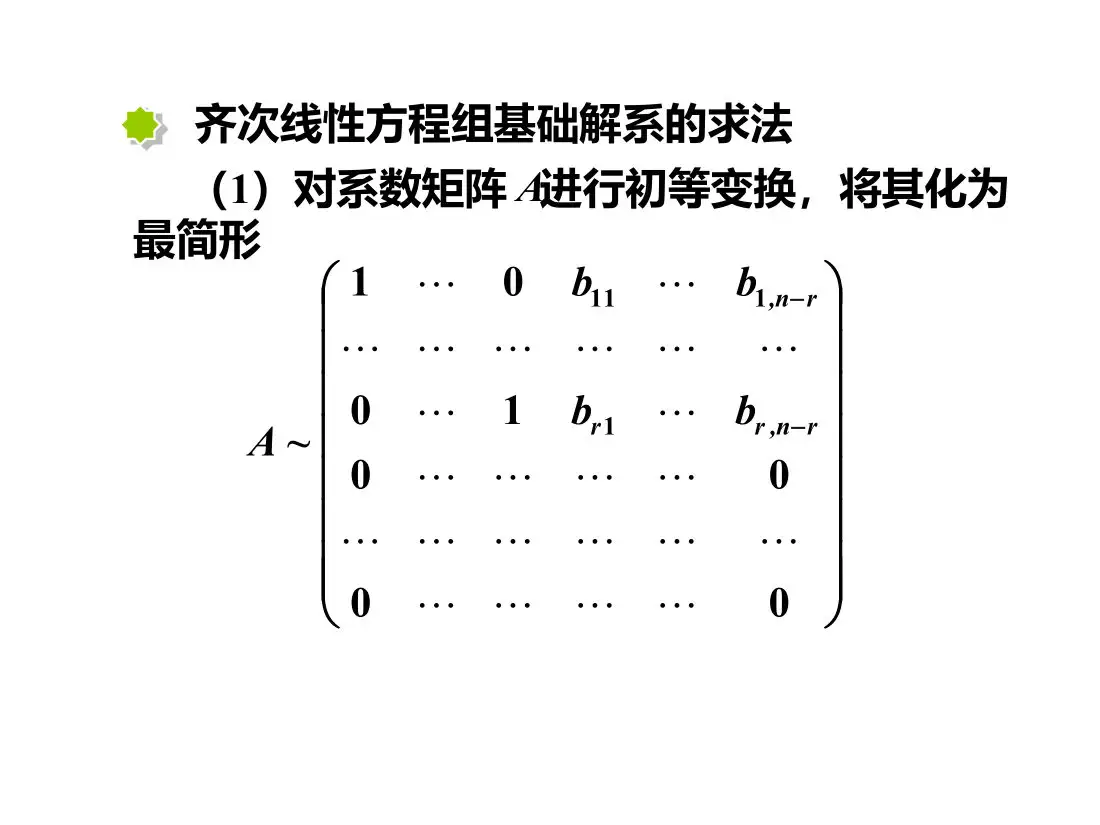 齐次线性方程组基础解系的求法
（1）对系数矩阵 A进行初等变换，将其化为
最简形
1 ⋯ 0 b11 ⋯ b1,n−r
⋯ ⋯ ⋯ ⋯ ⋯ ⋯
0 ⋯ 1 br1 ⋯ br,n−r
A ~
0 ⋯ ⋯ ⋯ ⋯ 0
⋯ ⋯ ⋯ ⋯ ⋯ ⋯
0 ⋯ ⋯ ⋯ ⋯ 0